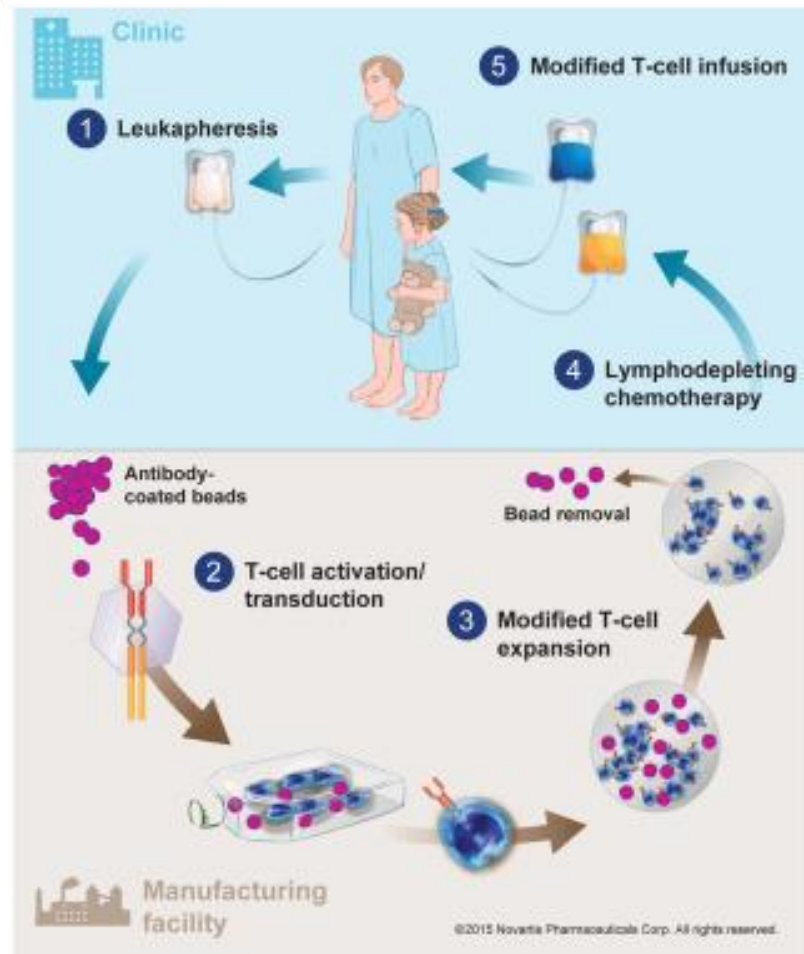 Clinic
1 Leukapheresis
5 Modified T-cell infusion
4 Lymphodepleting
chemotherapy
Antibody-
coated beads
Bead removal
2 T-cell activation/
transduction
3 Modified T-cell
expansion
Manufacturing
facility
©2015 Novartis Pharmaceuticals Corp. All rights reserved.